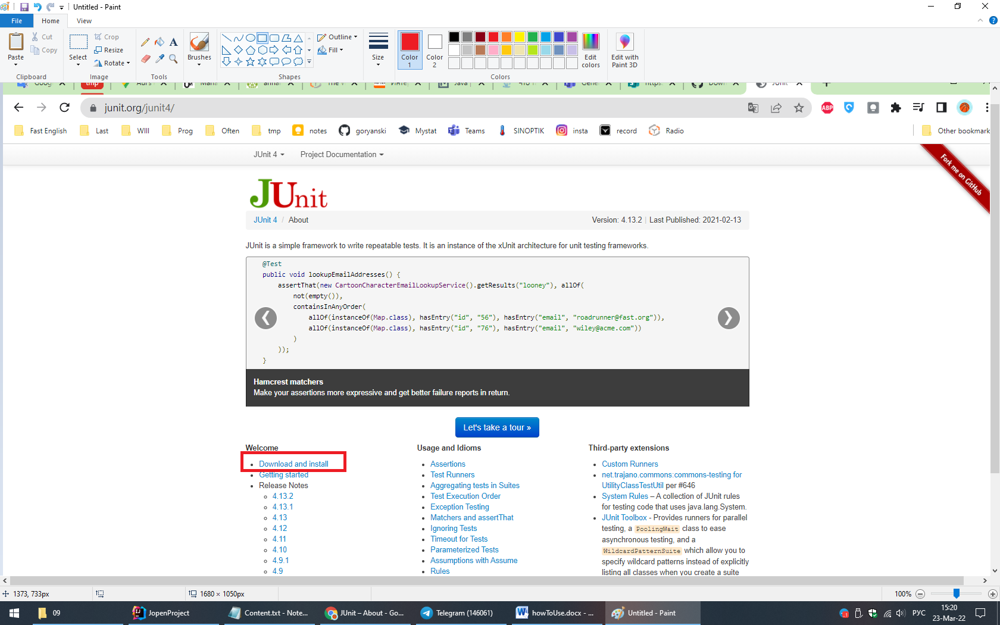 Untitled - Paint
File Home View
Paste Cut Copy Clipboard
Select Crop Resize Rotate Image
Tools
Brushes
Shapes Outline Fill
Size
Color 1 Color 2
Edit colors
Colors
Edit with Paint 3D
tmp
junit.org/junit4/
ABP
Fast English Last Will Prog Often tmp notes goryanski Mystat Teams SINOPTIK insta record Radio Other bookmark
JUnit 4 Project Documentation
Fork me on GitHub
JUnit
JUnit 4 / About Version: 4.13.2 | Last Published: 2021-02-13
JUnit is a simple framework to write repeatable tests. It is an instance of the xUnit architecture for unit testing frameworks.
@Test
public void lookupEmailAddresses() {
assertThat(new CartoonCharacterEmailLookupService().getResults("looney"), allOf(
not(empty()),
containsInAnyOrder(
allOf(instanceOf(Map.class), hasEntry("id", "56"), hasEntry("email", "roadrunner@fast.org")),
allOf(instanceOf(Map.class), hasEntry("id", "76"), hasEntry("email", "wiley@acme.com"))
)
));
}
Hamcrest matchers
Make your assertions more expressive and get better failure reports in return.
Let's take a tour »
Welcome
Download and install
Getting started
Release Notes
4.13.2
4.13.1
4.13
4.12
4.11
4.10
4.9.1
4.9
Usage and Idioms
Assertions
Test Runners
Aggregating tests in Suites
Test Execution Order
Exception Testing
Matchers and assertThat
Ignoring Tests
Timeout for Tests
Parameterized Tests
Assumptions with Assume
Rules
Third-party extensions
Custom Runners
net.trajano.commons:commons-testing for
UtilityClassTestUtil per #646
System Rules – A collection of JUnit rules
for testing code that uses java.lang.System.
JUnit Toolbox - Provides runners for parallel
testing, a PoolingWait class to ease
asynchronous testing, and a
WildcardPatternSuite which allow you to
specify wildcard patterns instead of explicitly
listing all classes when you create a suite
1373, 733px 1680 × 1050px 100%
09 JopenProject Content.txt - Note... JUnit – About - Go... Telegram (146061) howToUse.docx - ... Untitled - Paint РУС 15:20
23-Mar-22